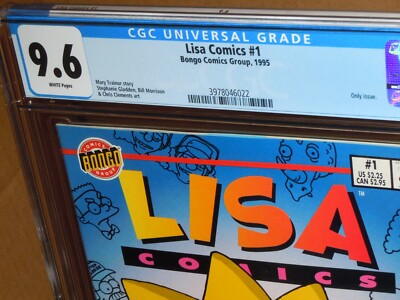 CGC UNIVERSAL GRADE
9.6
WHITE Pages
Lisa Comics #1
Bongo Comics Group, 1995
Mary Trainor story
Stephanie Gladden, Bill Morrison
& Chris Clements art
3978046022
Only issue.
COMICS
BONGO
GROUP
#1
US $2.25
CAN $2.95
LISA
TM
COMICS